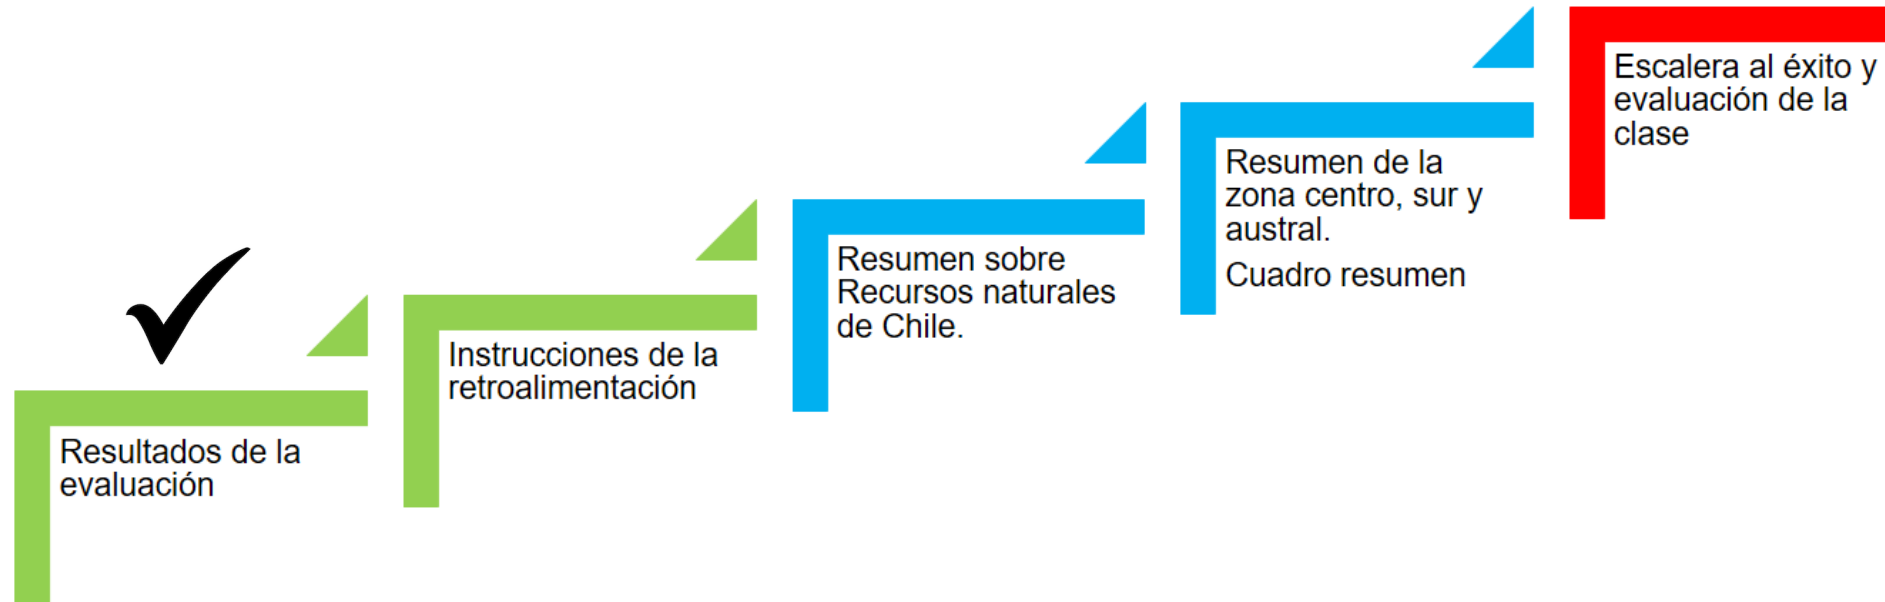 Resultados de la
evaluación
Instrucciones de la
retroalimentación
Resumen sobre
Recursos naturales
de Chile.
Resumen de la
zona centro, sur y
austral.
Cuadro resumen
Escalera al éxito y
evaluación de la
clase